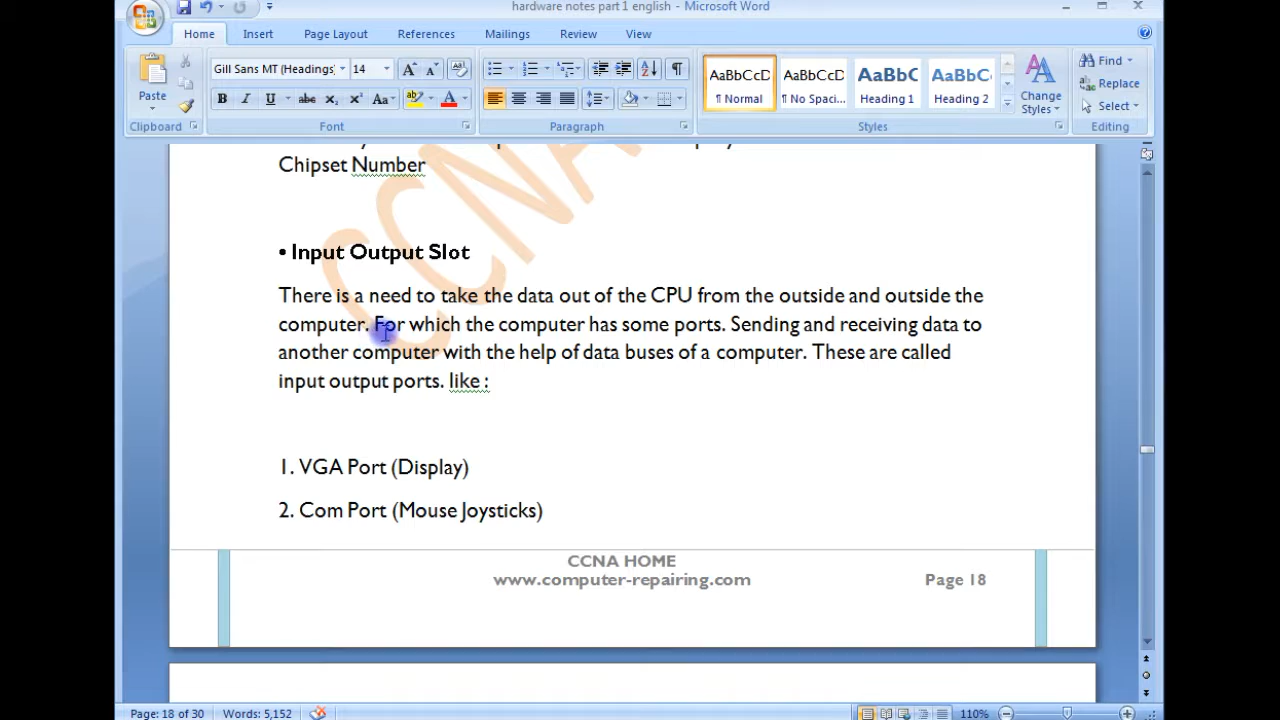 hardware notes part 1 english - Microsoft Word
Home Insert Page Layout References Mailings Review View
Gill Sans MT (Headings) 14
Paste
Clipboard Font Paragraph Styles Editing
AaBbCcD AaBbCcD AaBbC AaBbC
¶ Normal ¶ No Spaci... Heading 1 Heading 2
Change
Styles
Find
Replace
Select
Chipset Number
CCNA
• Input Output Slot
There is a need to take the data out of the CPU from the outside and outside the
computer. For which the computer has some ports. Sending and receiving data to
another computer with the help of data buses of a computer. These are called
input output ports. like :
1. VGA Port (Display)
2. Com Port (Mouse Joysticks)
CCNA HOME
www.computer-repairing.com
Page 18
Page: 18 of 30 Words: 5,152 110%